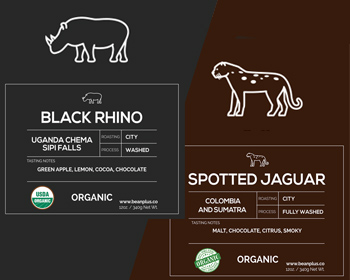 BLACK RHINO
UGANDA CHEMA
SIPI FALLS
ROASTING CITY
PROCESS WASHED
TASTING NOTES
GREEN APPLE, LEMON, COCOA, CHOCOLATE
USDA
ORGANIC
ORGANIC
www.beanplus.co
12oz. / 340g Net Wt.
SPOTTED JAGUAR
COLOMBIA
AND SUMATRA
ROASTING CITY
PROCESS FULLY WASHED
TASTING NOTES
MALT, CHOCOLATE, CITRUS, SMOKY
ORGANIC
ORGANIC
www.beanplus.co
12oz. / 340g Net Wt.